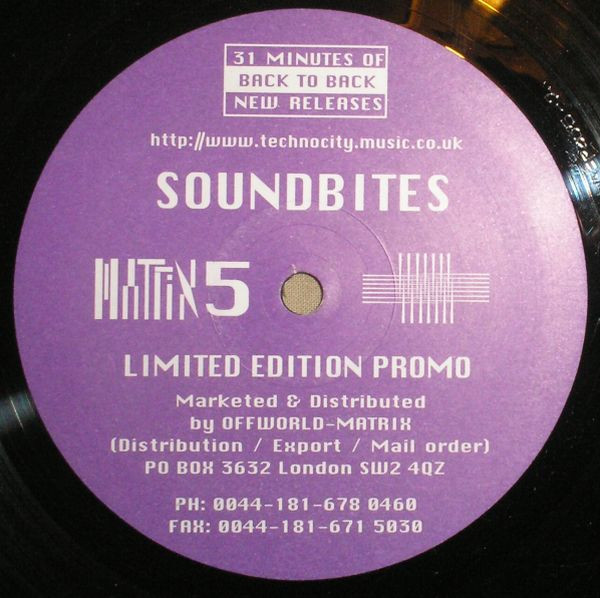 31 MINUTES OF
BACK TO BACK
NEW RELEASES
http://www.technocity.music.co.uk
SOUNDBITES
MATRIX 5
LIMITED EDITION PROMO
Marketed & Distributed
by OFFWORLD-MATRIX
(Distribution / Export / Mail order)
PO BOX 3632 London SW2 4QZ
PH: 0044-181-678 0460
FAX: 0044-181-671 5030